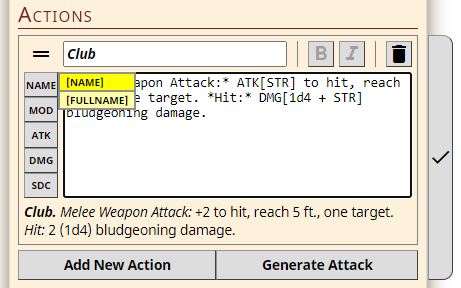 ACTIONS
Club
B I
NAME
MOD
ATK
DMG
SDC
[NAME]
[FULLNAME]
apon Attack:* ATK[STR] to hit, reach
e target. *Hit:* DMG[1d4 + STR]
bludgeoning damage.
Club. Melee Weapon Attack: +2 to hit, reach 5 ft., one target.
Hit: 2 (1d4) bludgeoning damage.
Add New Action
Generate Attack